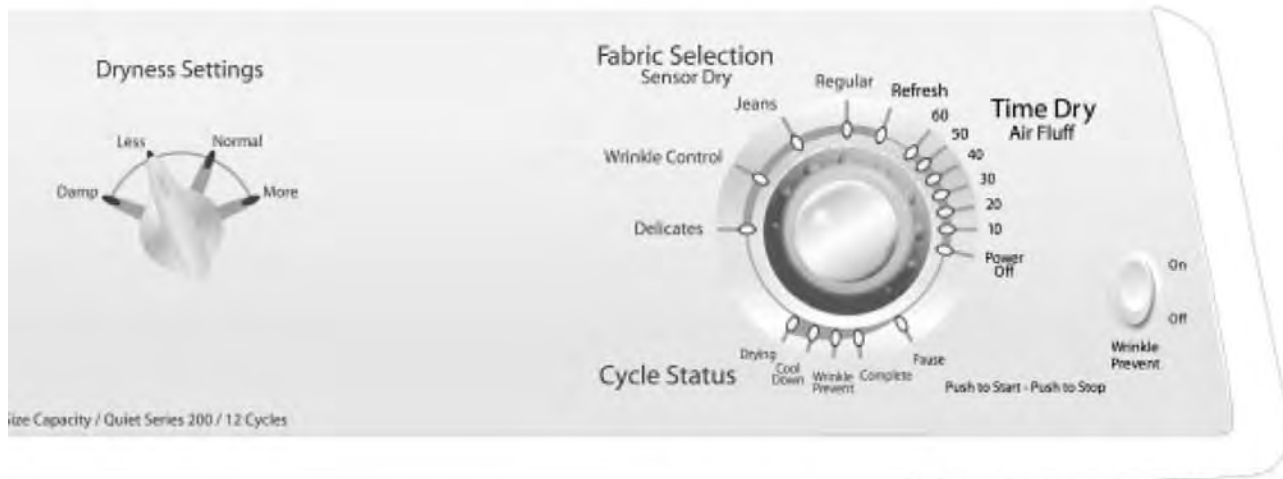 Dryness Settings
Less
Normal
Damp
More
Fabric Selection
Sensor Dry
Regular
Refresh
Jeans
Wrinkle Control
Delicates
60
50
40
30
20
10
Time Dry
Air Fluff
Power
Off
On
Off
Wrinkle
Prevent
Cycle Status
Drying
Cool
Down
Wrinkle
Prevent
Complete
Pause
Push to Start - Push to Stop
ize Capacity / Quiet Series 200 / 12 Cycles